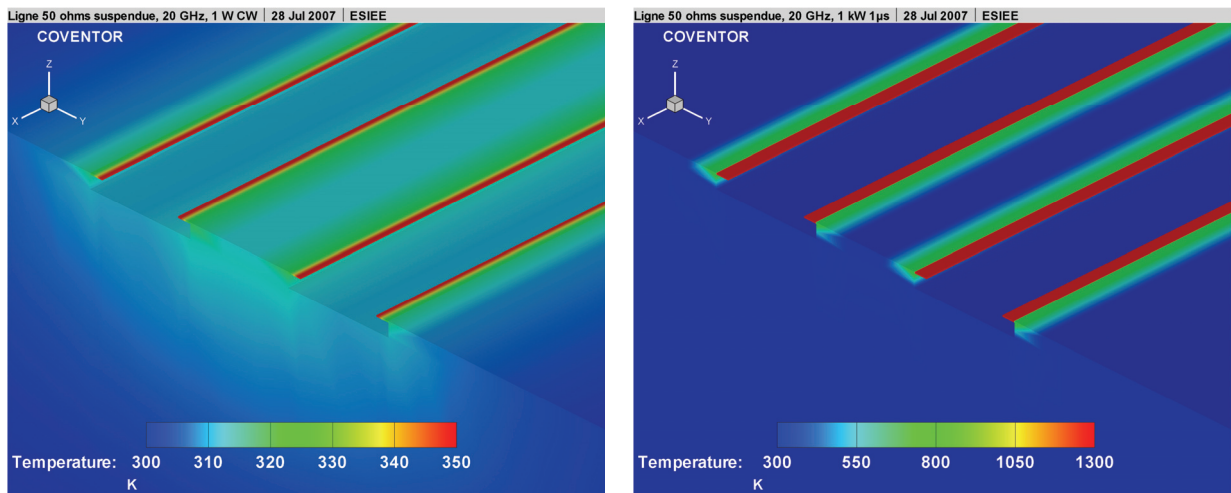 Ligne 50 ohms suspendue, 20 GHz, 1 W CW | 28 Jul 2007 | ESIEE
COVENTOR
Z
X
Y
Temperature: 300 310 320 330 340 350
K
Ligne 50 ohms suspendue, 20 GHz, 1 kW 1µs | 28 Jul 2007 | ESIEE
COVENTOR
Z
X
Y
Temperature: 300 550 800 1050 1300
K